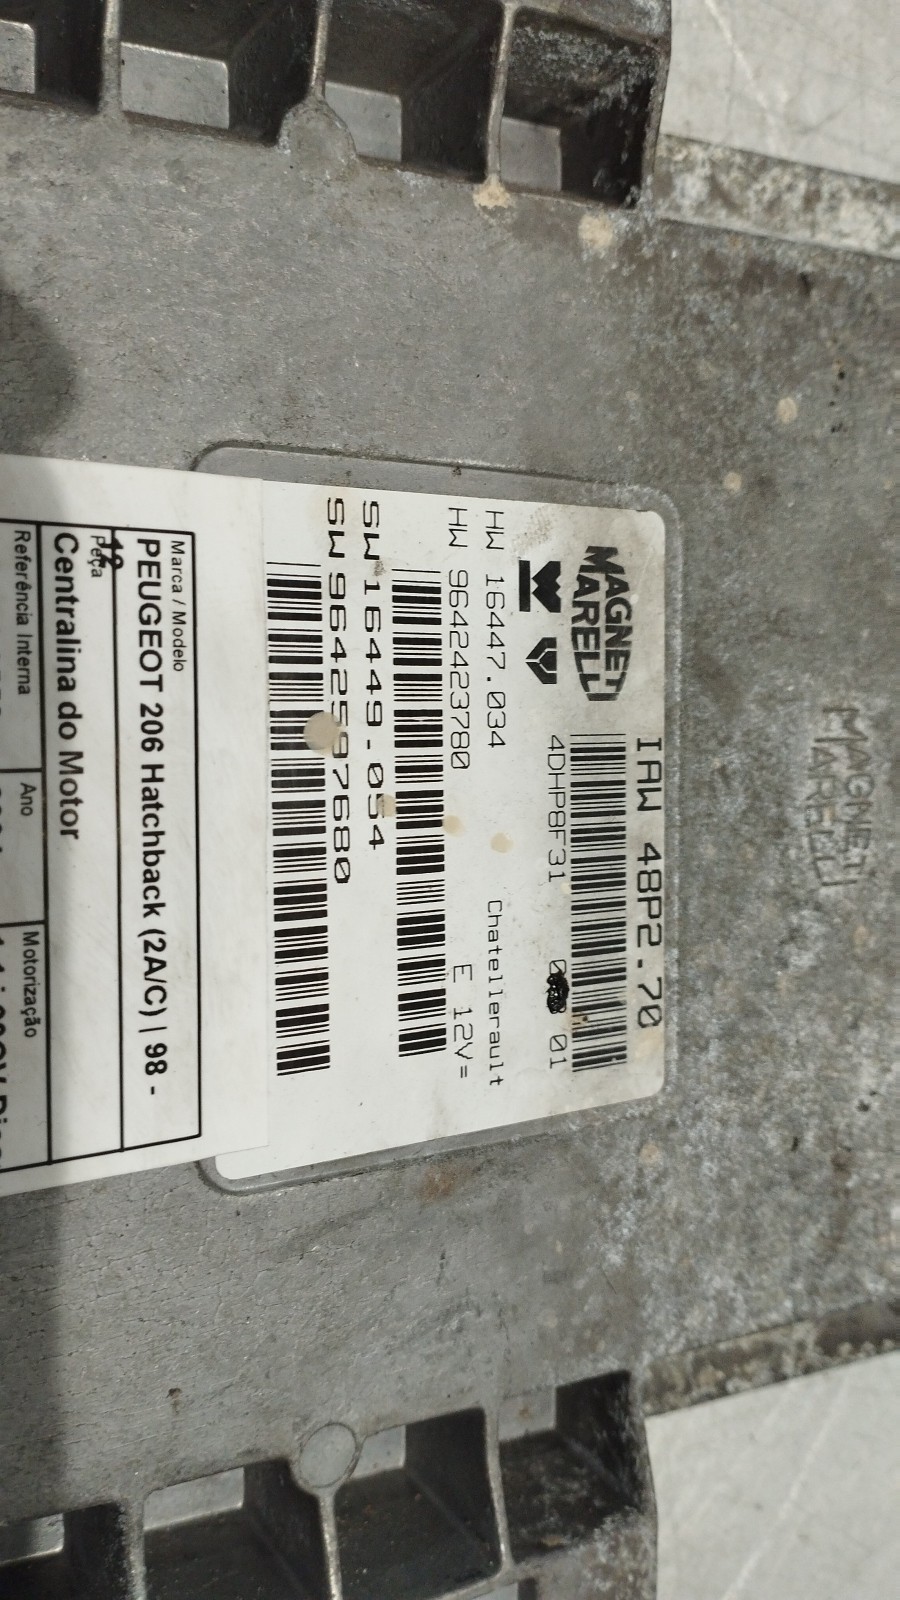 MAGNETI
MARELLI
IAW 48P2.70
MAGNETI
MARELLI
4DHP8F31
01
HW 16447.034 Chatellerault
HW 9642423780 E 12V=
SW 16449.054
SW 9642597680
Marca / Modelo
PEUGEOT 206 Hatchback (2A/C) | 98 -
Peça
Centralina do Motor
Referência Interna Ano Motorização